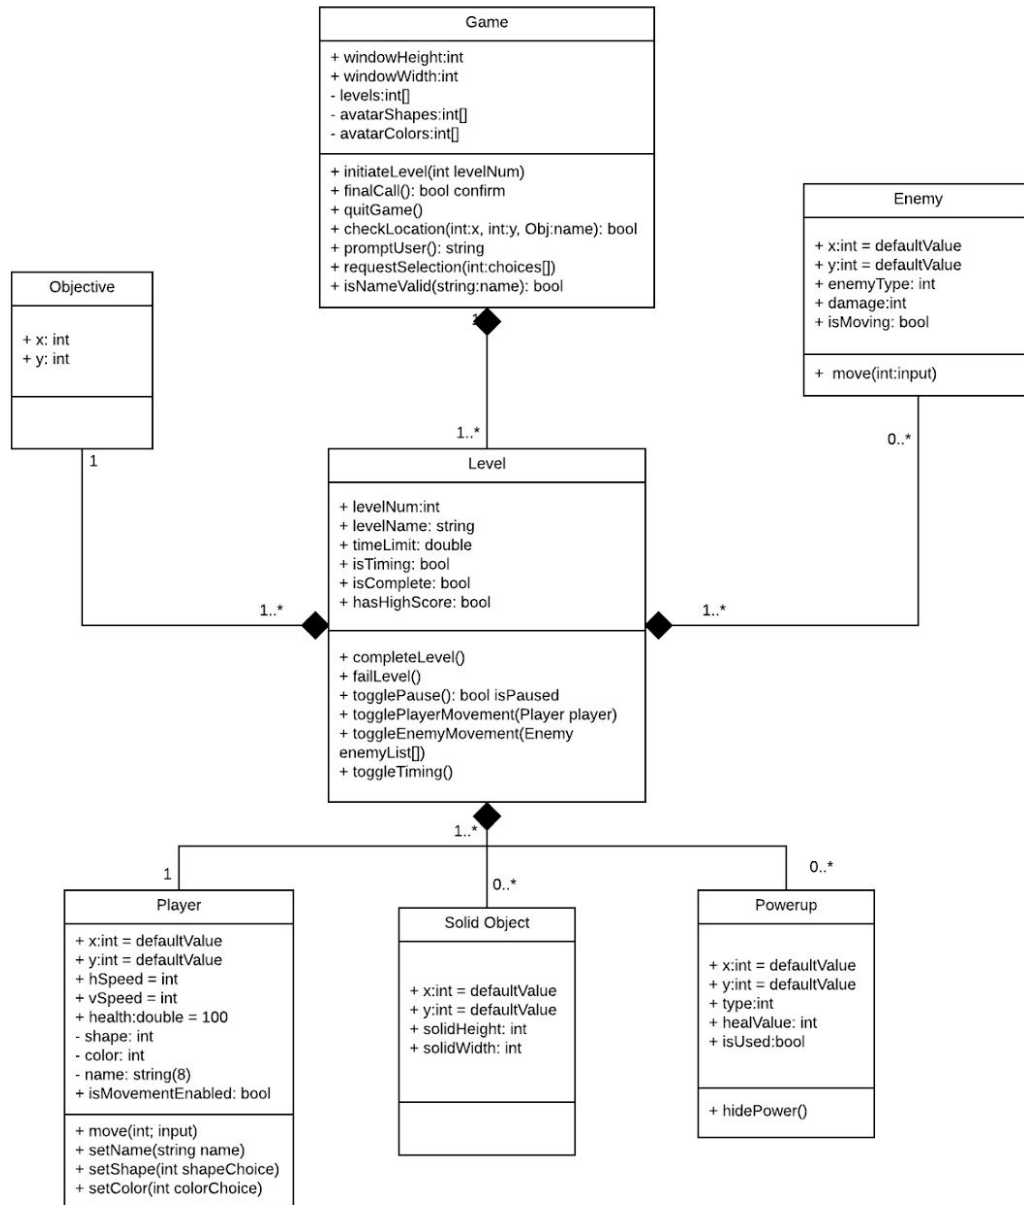 Game
+ windowHeight:int
+ windowWidth:int
- levels:int[]
- avatarShapes:int[]
- avatarColors:int[]
+ initiateLevel(int levelNum)
+ finalCall(): bool confirm
+ quitGame()
+ checkLocation(int:x, int:y, Obj:name): bool
+ promptUser(): string
+ requestSelection(int:choices[])
+ isNameValid(string:name): bool
1
1..*
Enemy
+ x:int = defaultValue
+ y:int = defaultValue
+ enemyType: int
+ damage:int
+ isMoving: bool
+ move(int:input)
0..*
Objective
+ x: int
+ y: int
1
Level
+ levelNum:int
+ levelName: string
+ timeLimit: double
+ isTiming: bool
+ isComplete: bool
+ hasHighScore: bool
1..*
1..*
+ completeLevel()
+ failLevel()
+ togglePause(): bool isPaused
+ togglePlayerMovement(Player player)
+ toggleEnemyMovement(Enemy
enemyList[])
+ toggleTiming()
1..*
1
0..*
0..*
Player
+ x:int = defaultValue
+ y:int = defaultValue
+ hSpeed = int
+ vSpeed = int
+ health:double = 100
- shape: int
- color: int
- name: string(8)
+ isMovementEnabled: bool
+ move(int; input)
+ setName(string name)
+ setShape(int shapeChoice)
+ setColor(int colorChoice)
Solid Object
+ x:int = defaultValue
+ y:int = defaultValue
+ solidHeight: int
+ solidWidth: int
Powerup
+ x:int = defaultValue
+ y:int = defaultValue
+ type:int
+ healValue: int
+ isUsed:bool
+ hidePower()